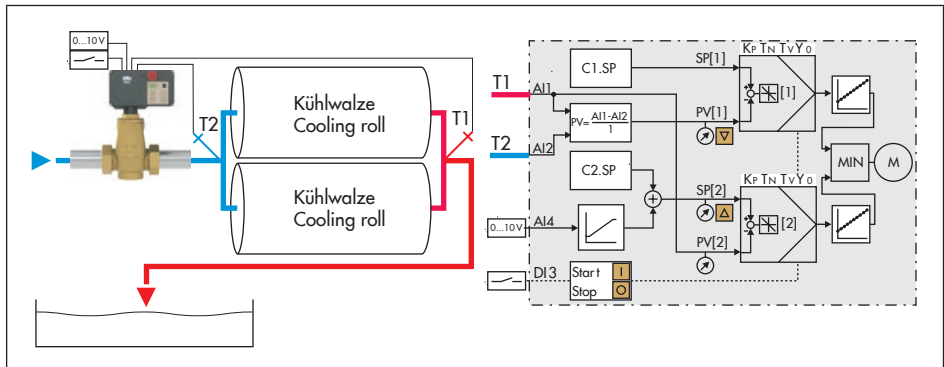 0...10V
T2
T1
Kühlwalze
Cooling roll
Kühlwalze
Cooling roll
T1
T2
AI1
AI2
0...10V
AI4
DI3
C1.SP
PV= AI1-AI2
1
C2.SP
Start
Stop
I
O
SP[1]
PV[1]
SP[2]
PV[2]
KP TN TV Y0
[1]
KP TN TV Y0
[2]
MIN
M